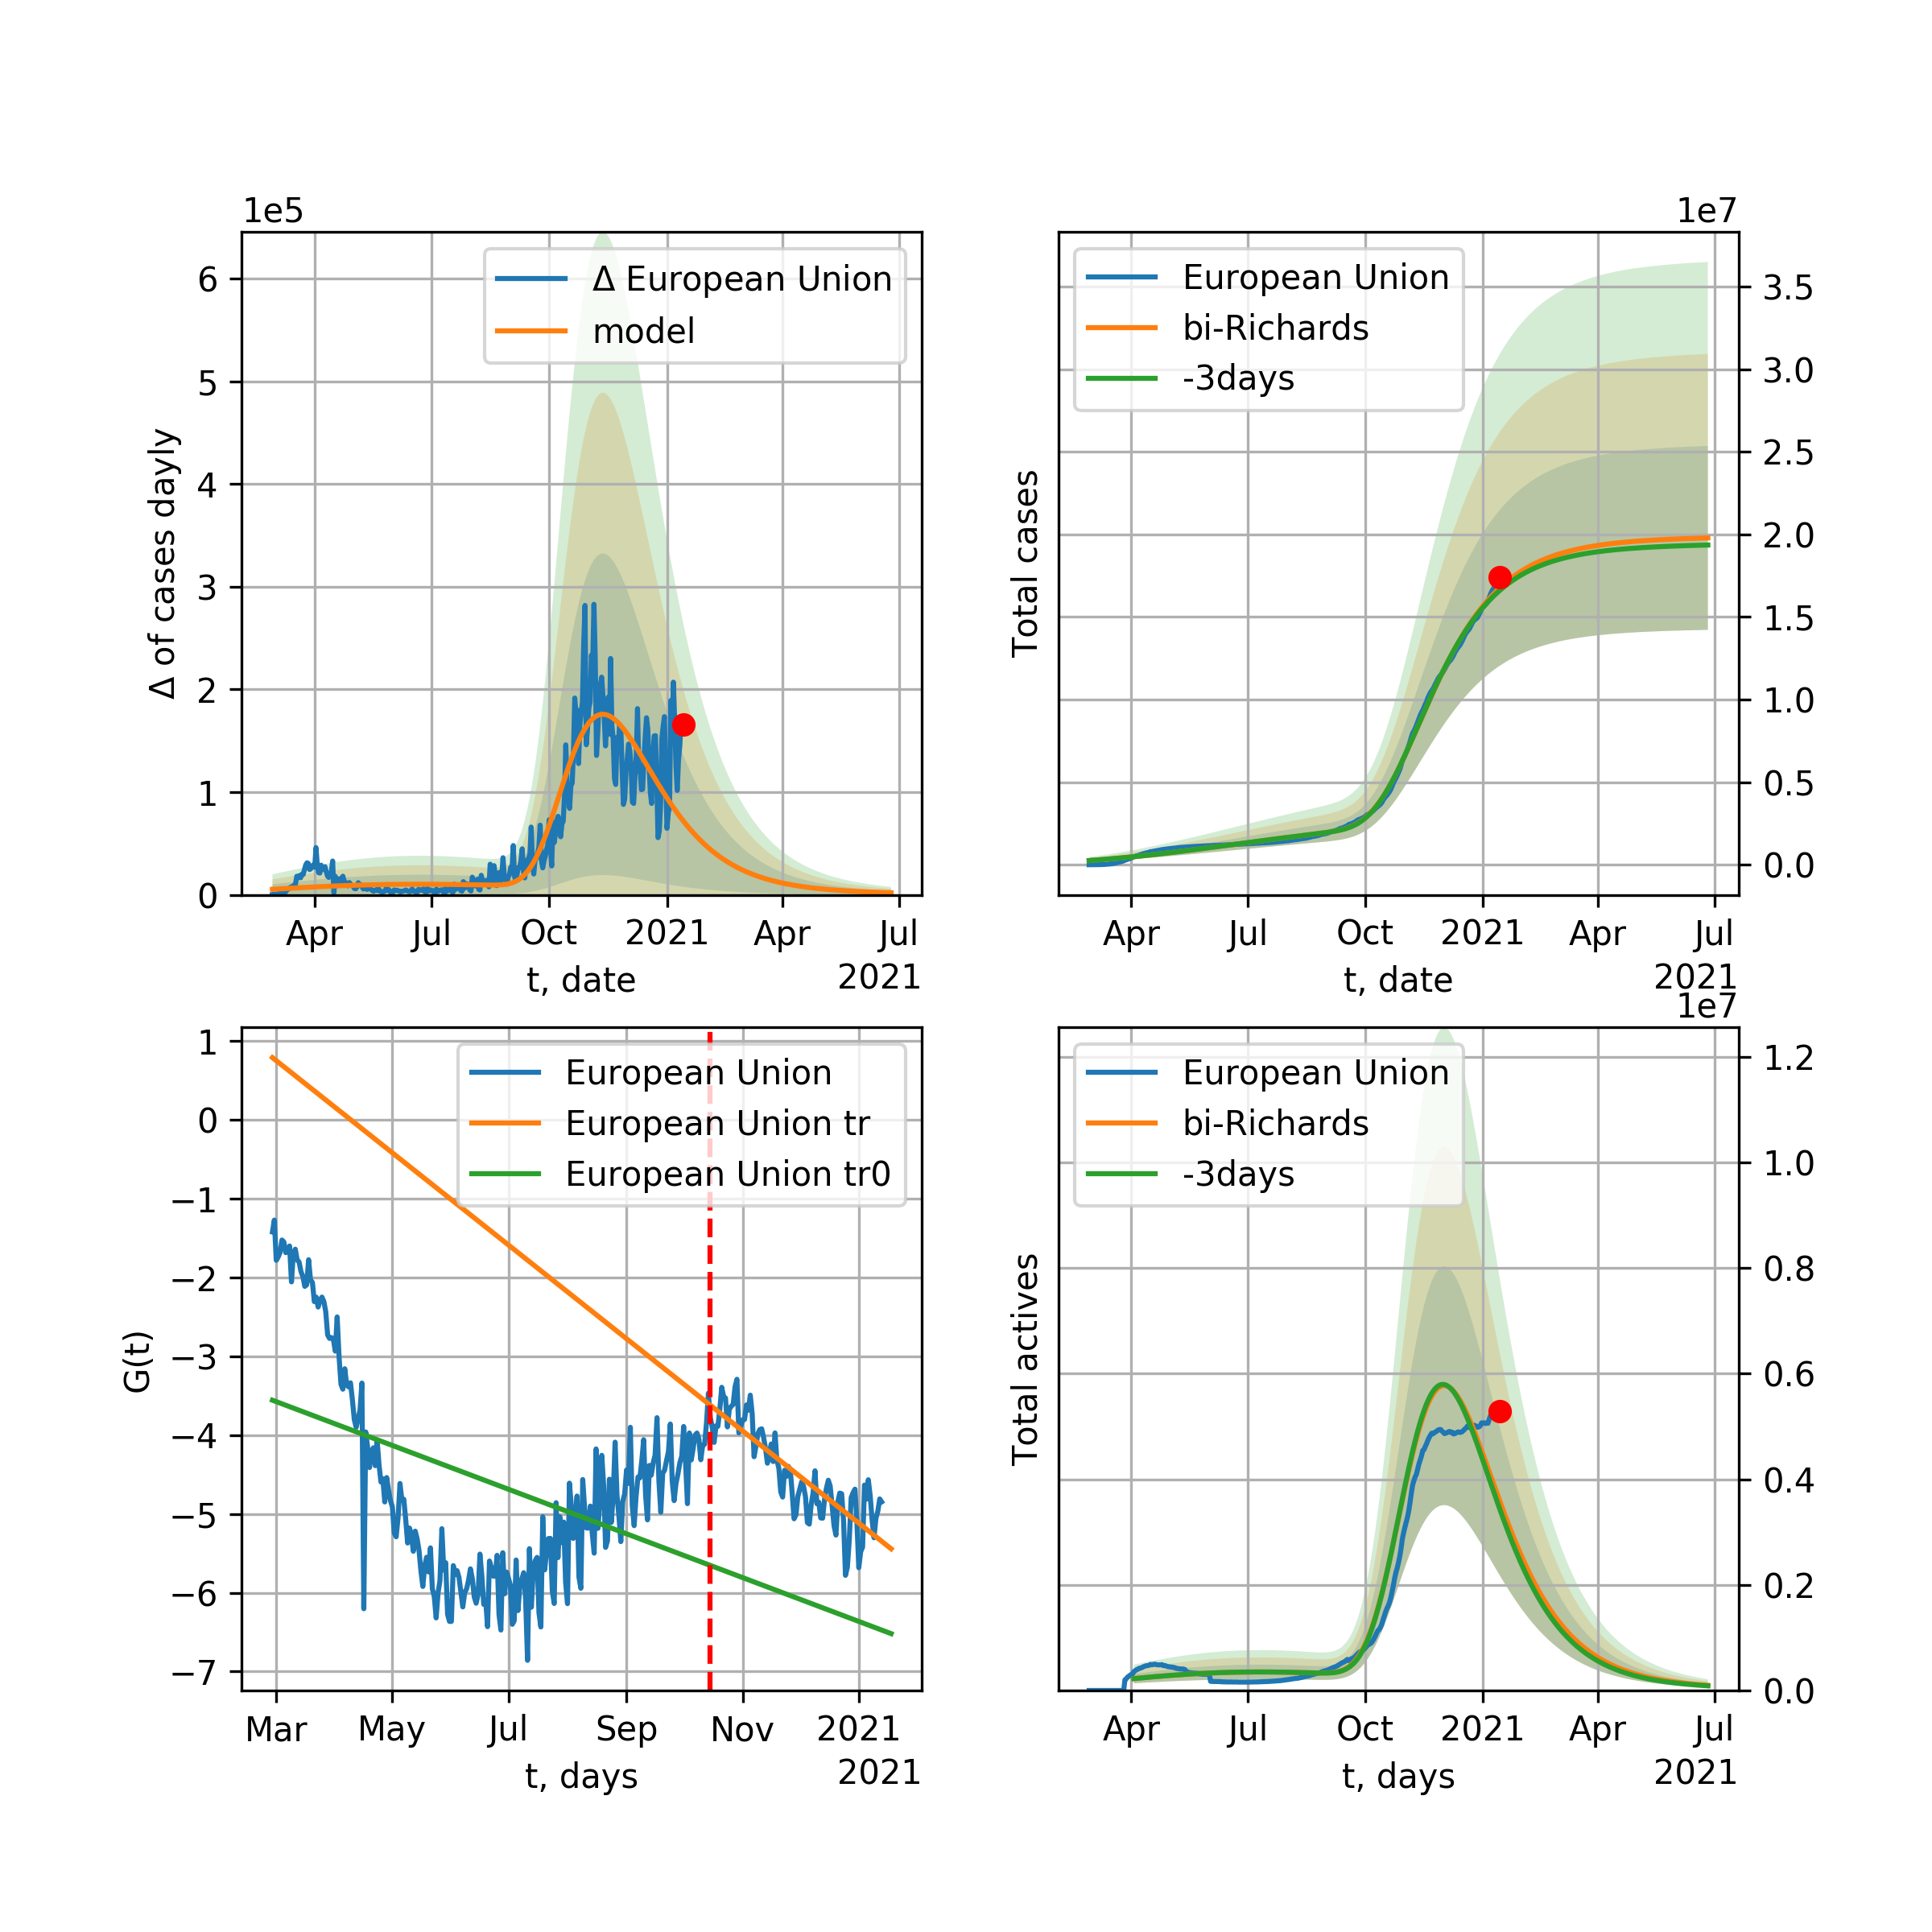 1e5
6
5
4
3
2
1
0
Δ of cases dayly
Δ European Union
model
Apr Jul Oct 2021 Apr Jul
t, date
2021
1e7
European Union
bi-Richards
-3days
Total cases
3.5
3.0
2.5
2.0
1.5
1.0
0.5
0.0
Apr Jul Oct 2021 Apr Jul
t, date
2021
1
0
−1
−2
−3
−4
−5
−6
−7
G(t)
European Union
European Union tr
European Union tr0
Mar May Jul Sep Nov 2021
t, days
2021
1e7
European Union
bi-Richards
-3days
Total actives
1.2
1.0
0.8
0.6
0.4
0.2
0.0
Apr Jul Oct 2021 Apr Jul
t, days
2021